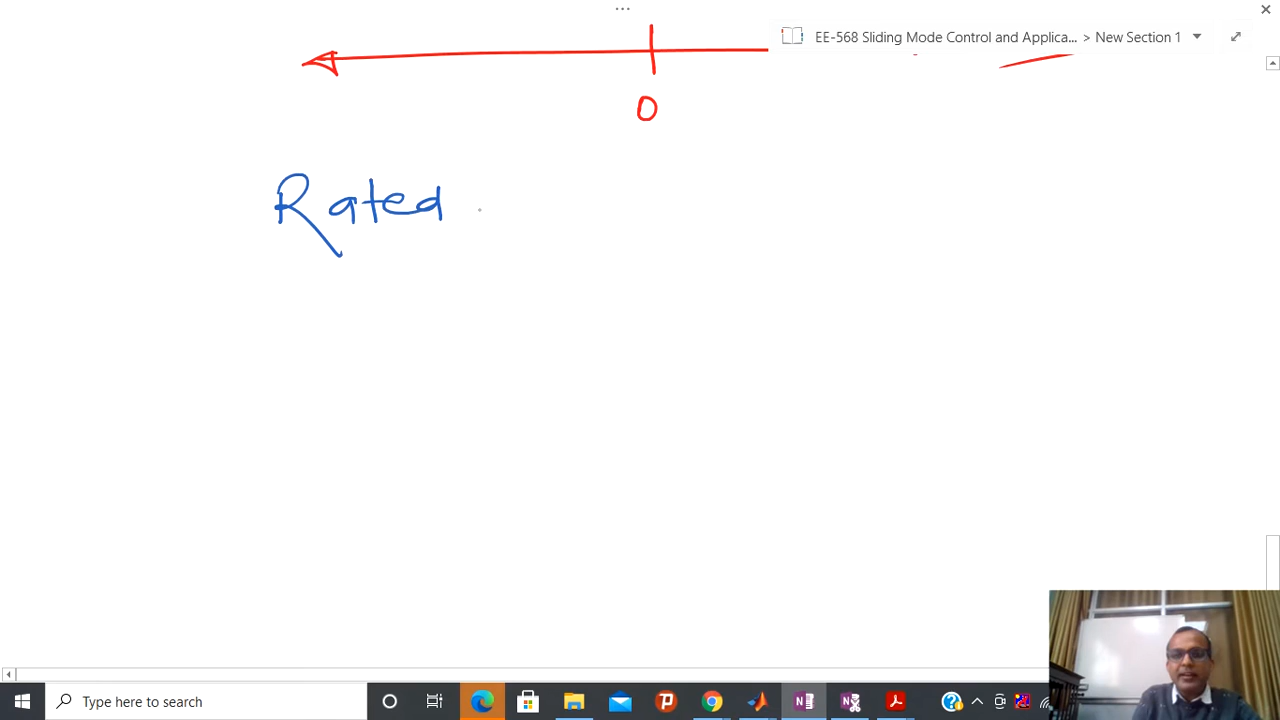 EE-568 Sliding Mode Control and Applica... > New Section 1
0
Rated
Type here to search